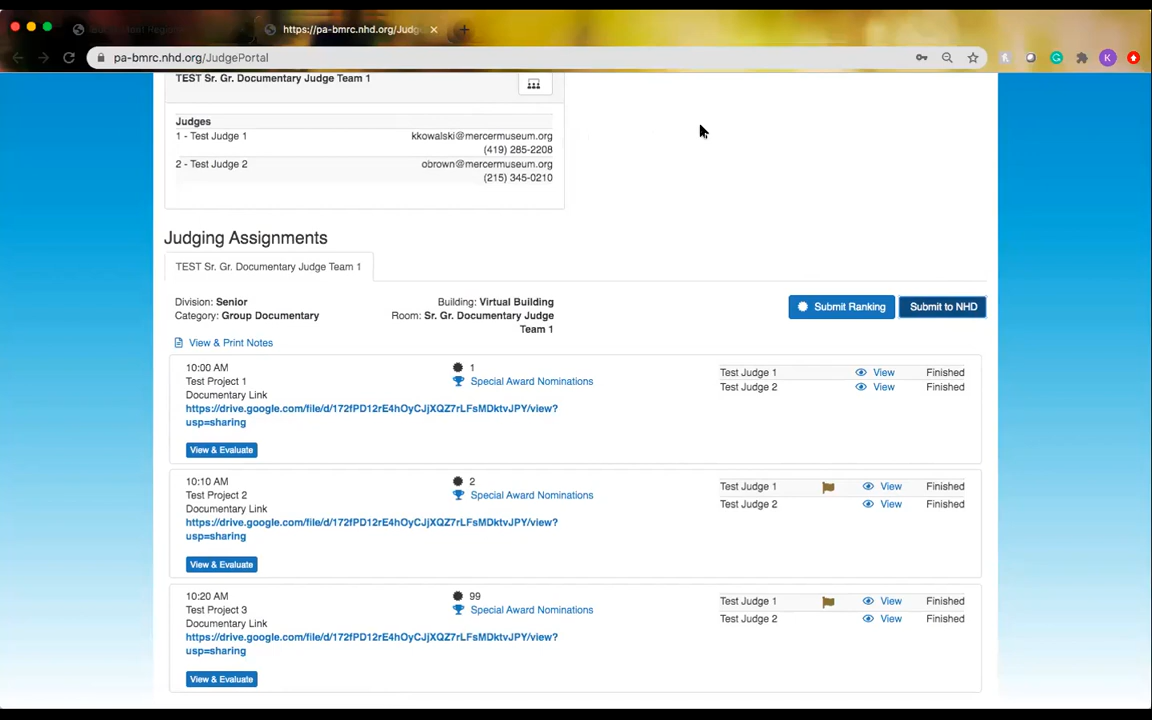 https://pa-bmrc.nhd.org/Judge
pa-bmrc.nhd.org/JudgePortal
K
TEST Sr. Gr. Documentary Judge Team 1
Judges
1 - Test Judge 1 kkowalski@mercermuseum.org
(419) 285-2208
2 - Test Judge 2 obrown@mercermuseum.org
(215) 345-0210
Judging Assignments
TEST Sr. Gr. Documentary Judge Team 1
Division: Senior Building: Virtual Building
Category: Group Documentary Room: Sr. Gr. Documentary Judge
Team 1
Submit Ranking Submit to NHD
View & Print Notes
10:00 AM 1 Test Judge 1 View Finished
Test Project 1 Special Award Nominations Test Judge 2 View Finished
Documentary Link
https://drive.google.com/file/d/172fPD12rE4hOyCJjXQZ7rLFsMDktvJPY/view?
usp=sharing
View & Evaluate
10:10 AM 2 Test Judge 1 View Finished
Test Project 2 Special Award Nominations Test Judge 2 View Finished
Documentary Link
https://drive.google.com/file/d/172fPD12rE4hOyCJjXQZ7rLFsMDktvJPY/view?
usp=sharing
View & Evaluate
10:20 AM 99 Test Judge 1 View Finished
Test Project 3 Special Award Nominations Test Judge 2 View Finished
Documentary Link
https://drive.google.com/file/d/172fPD12rE4hOyCJjXQZ7rLFsMDktvJPY/view?
usp=sharing
View & Evaluate